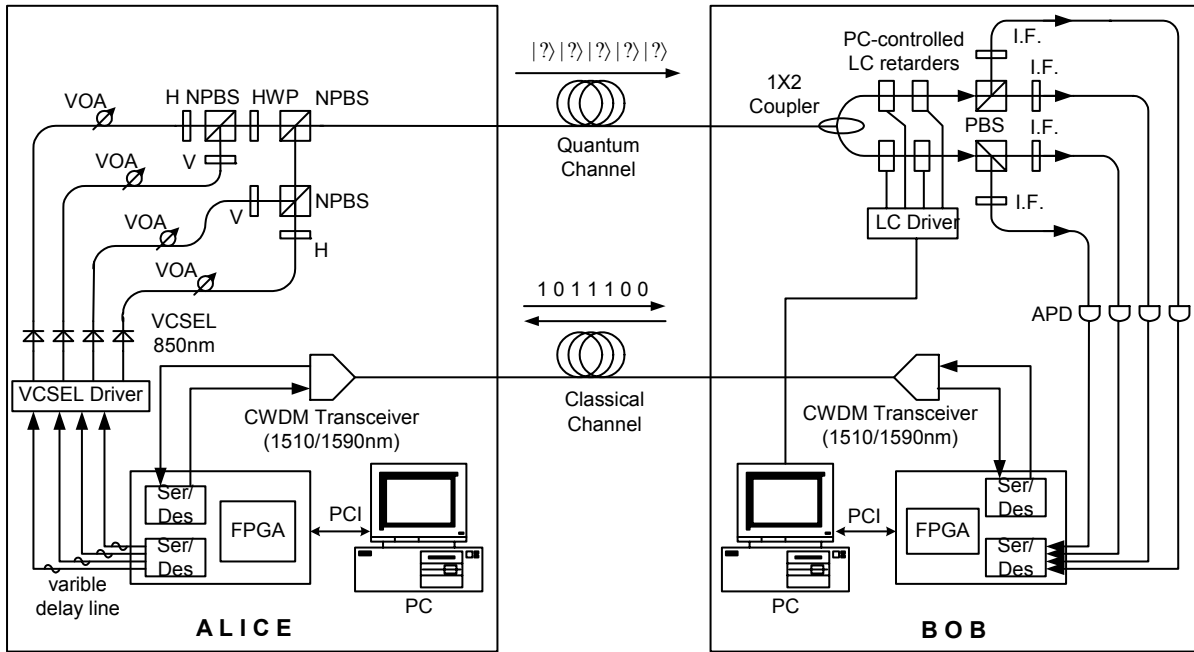 |?⟩|?⟩|?⟩|?⟩|?⟩
VOA
H
NPBS
HWP
NPBS
V
VOA
VOA
V
NPBS
H
VOA
VCSEL
850nm
VCSEL Driver
CWDM Transceiver
(1510/1590nm)
Ser/
Des
FPGA
Ser/
Des
PCI
PC
varible
delay line
A L I C E
Quantum
Channel
1 0 1 1 1 0 0
Classical
Channel
PC-controlled
LC retarders
1X2
Coupler
I.F.
I.F.
PBS
I.F.
I.F.
LC Driver
APD
CWDM Transceiver
(1510/1590nm)
PCI
PC
FPGA
Ser/
Des
Ser/
Des
B O B